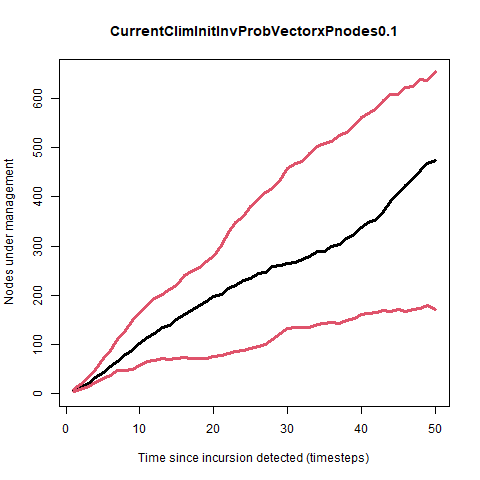 CurrentClimInitInvProbVectorxPnodes0.1
Nodes under management
600
500
400
300
200
100
0
0 10 20 30 40 50
Time since incursion detected (timesteps)